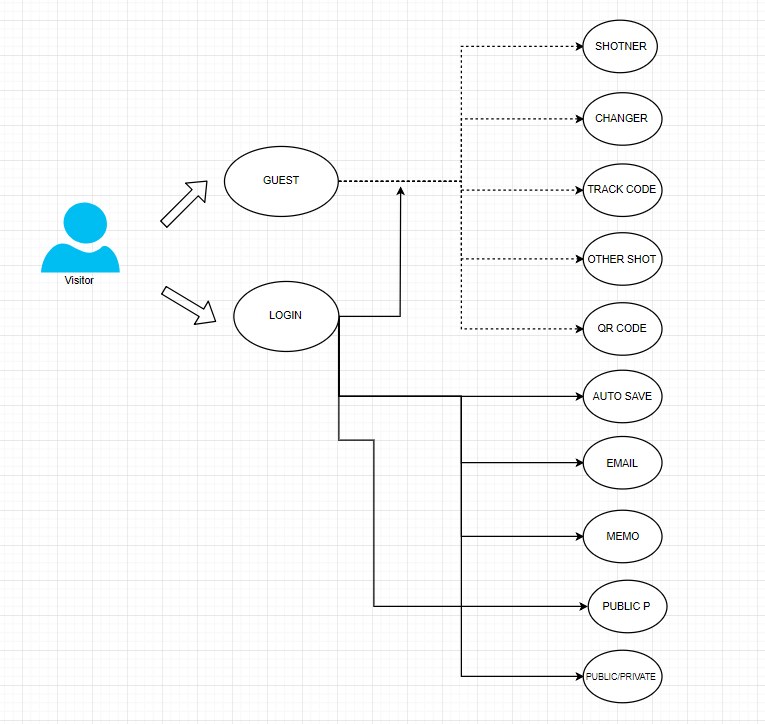 SHOTNER
CHANGER
GUEST
TRACK CODE
Visitor
OTHER SHOT
LOGIN
QR CODE
AUTO SAVE
EMAIL
MEMO
PUBLIC P
PUBLIC/PRIVATE